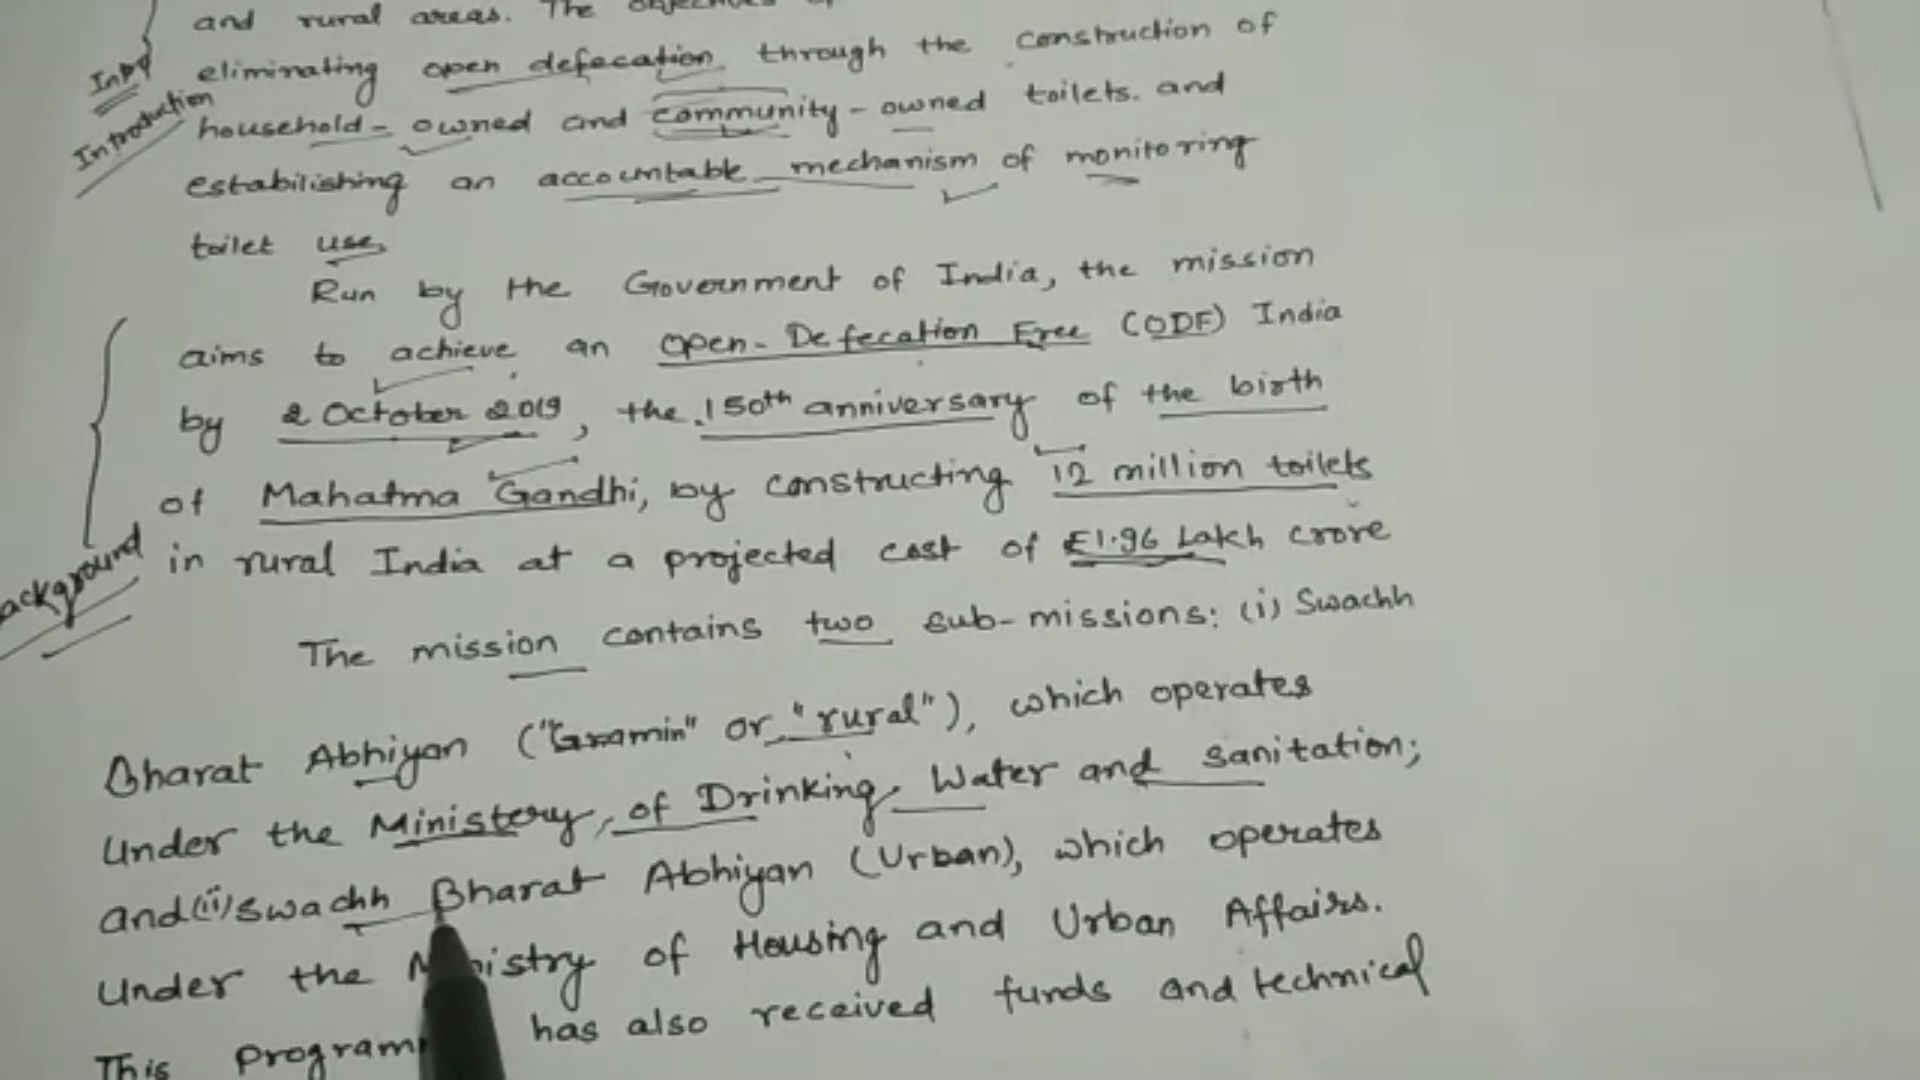 and rural areas. The objectives of
eliminating open defecation through the construction of
household-owned and community-owned toilets. and
estabilishing an accountable mechanism of monitoring
toilet use.
Introduction
Run by the Government of India, the mission
aims to achieve an open-Defecation Free (ODF) India
by 2 October 2019, the 150th anniversary of the birth
of Mahatma Gandhi, by constructing 12 million toilets
in rural India at a projected cost of ₹1.96 Lakh crore
ackground
The mission contains two sub-missions: (i) Swachh
Bharat Abhiyan ("Gramin" or "rural"), which operates
under the Ministery, of Drinking Water and sanitation;
and (ii) swachh Bharat Abhiyan (Urban), which operates
under the Ministry of Housing and Urban Affairs.
This program has also received funds and technical